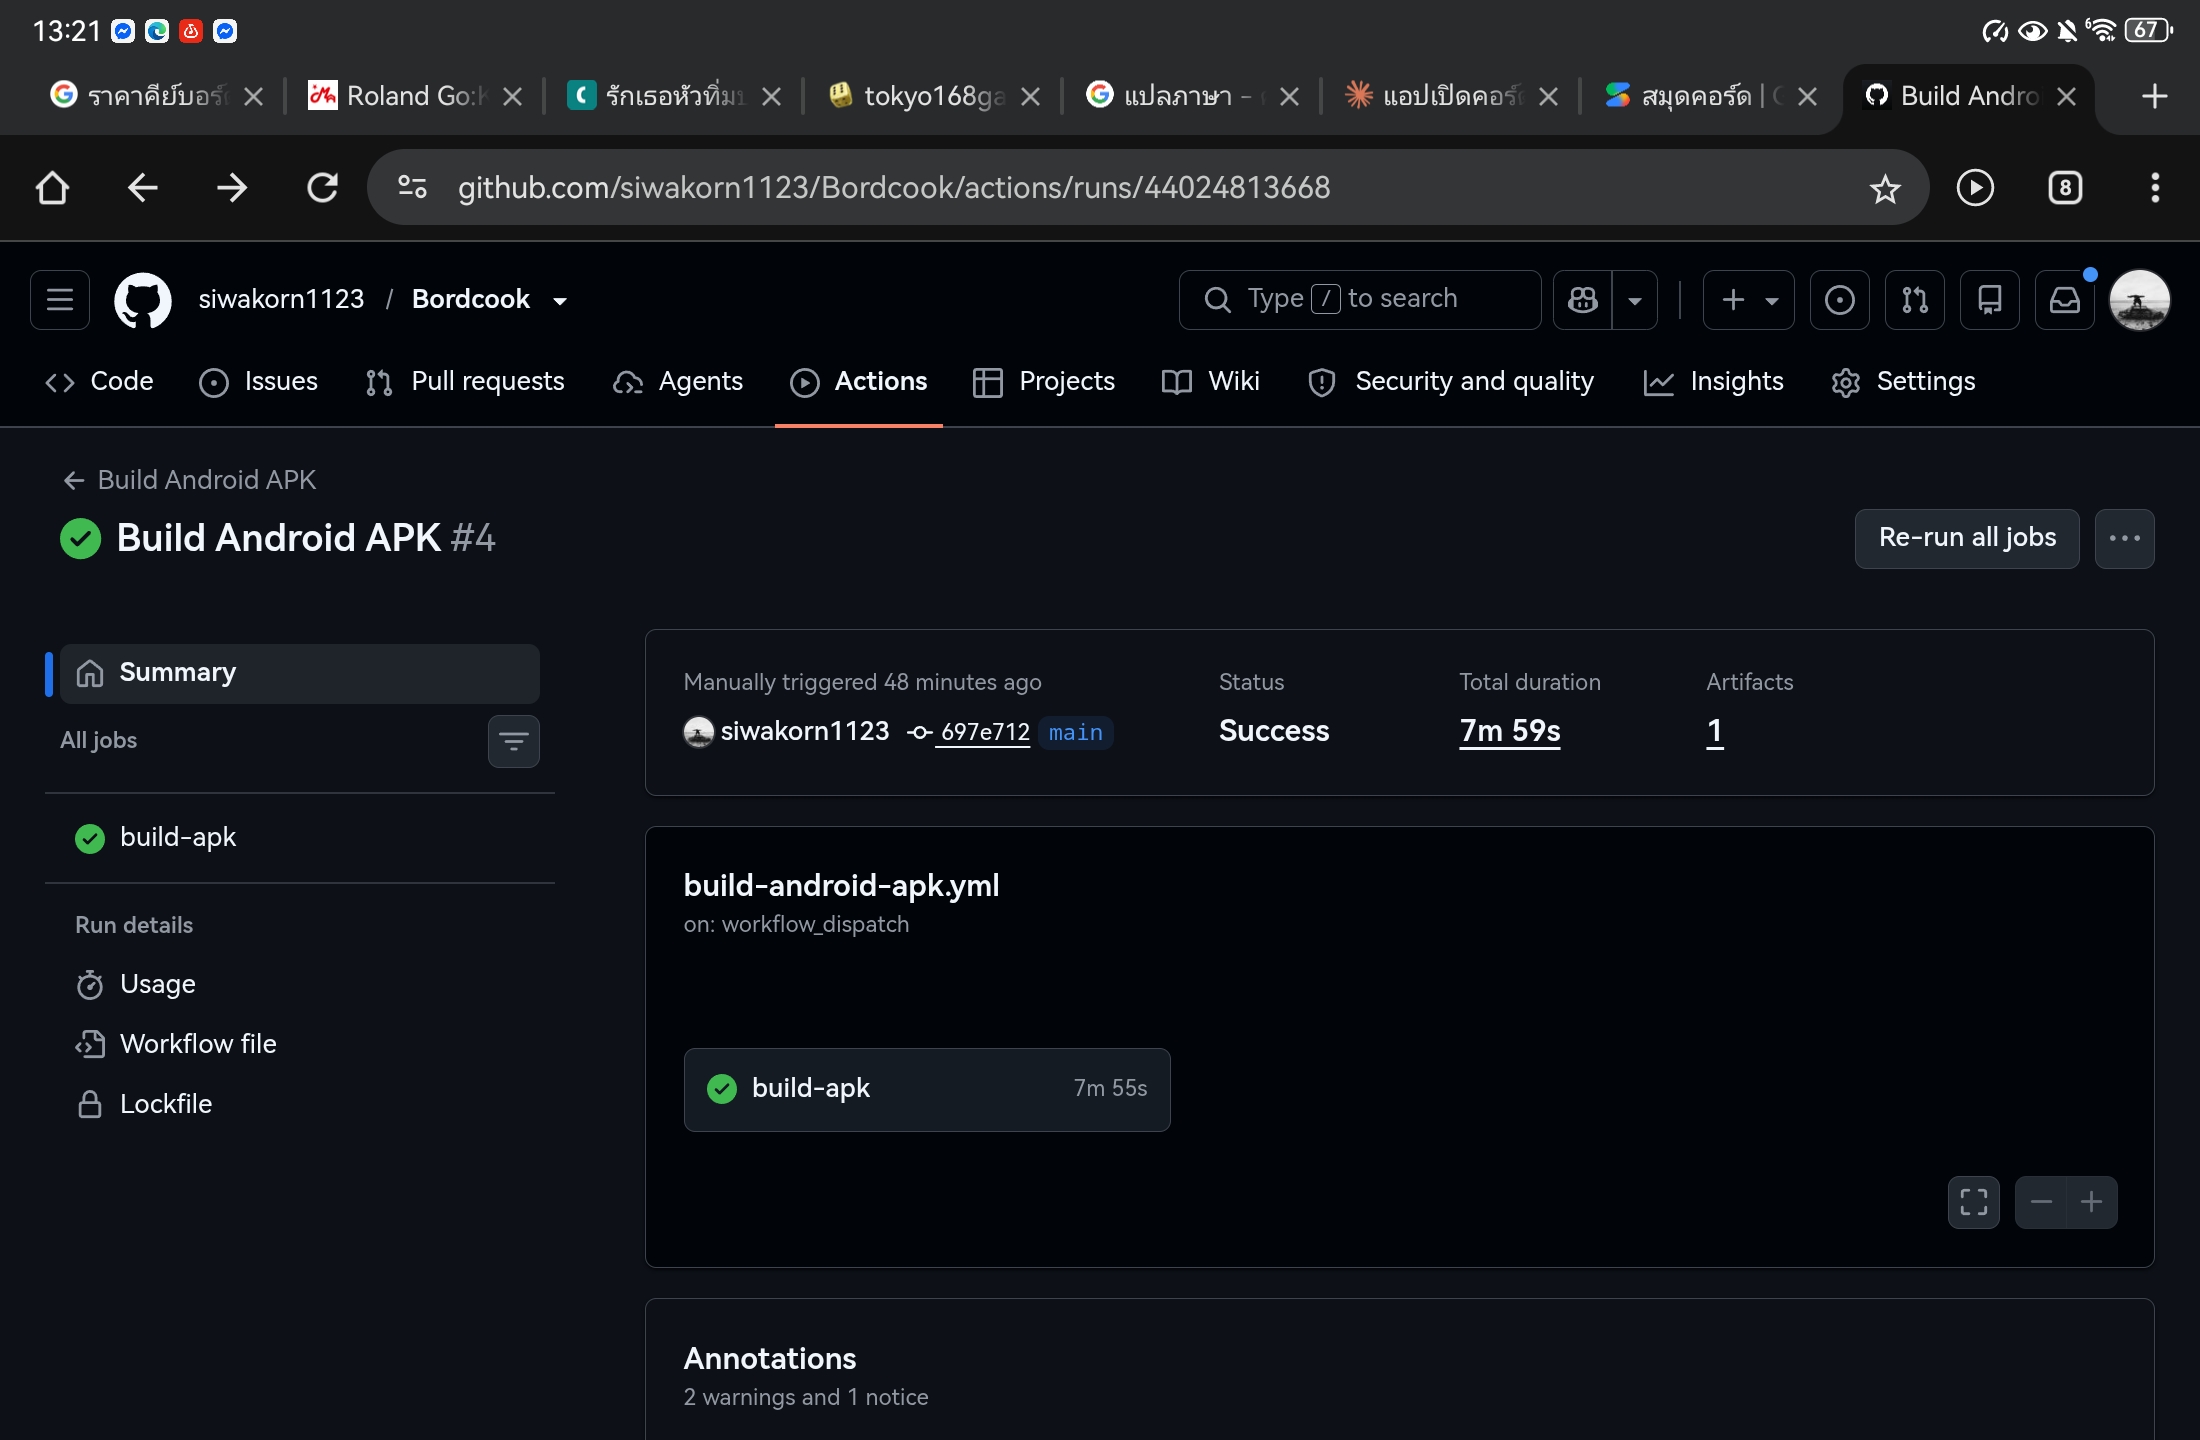 13:21
6 67
ราคาคีย์บอร์ด
Roland Go:K
รักเธอหัวทิ่มบ
tokyo168ga
แปลภาษา -
แอปเปิดคอร์ด
สมุดคอร์ด | C
Build Andro
github.com/siwakorn1123/Bordcook/actions/runs/44024813668
8
siwakorn1123 / Bordcook
Type / to search
Code
Issues
Pull requests
Agents
Actions
Projects
Wiki
Security and quality
Insights
Settings
Build Android APK
Build Android APK #4
Re-run all jobs
Summary
All jobs
build-apk
Run details
Usage
Workflow file
Lockfile
Manually triggered 48 minutes ago
siwakorn1123 697e712 main
Status
Success
Total duration
7m 59s
Artifacts
1
build-android-apk.yml
on: workflow_dispatch
build-apk 7m 55s
Annotations
2 warnings and 1 notice